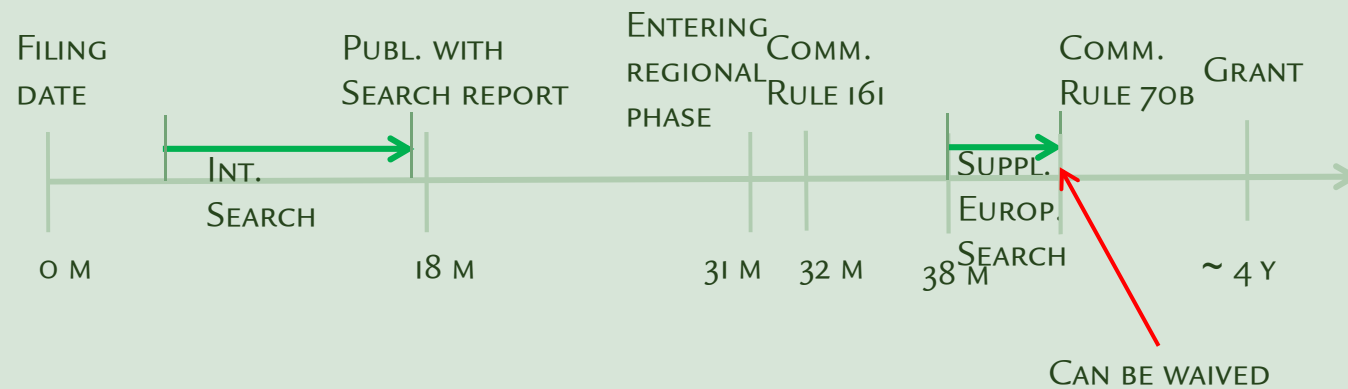 Filing
date
Publ. with
Search report
Entering
regional
phase
Comm.
Rule 161
Comm.
Rule 70b
Grant
Int.
Search
Suppl.
Europ.
Search
0 m
18 m
31 m
32 m
38 m
~ 4 y
Can be waived